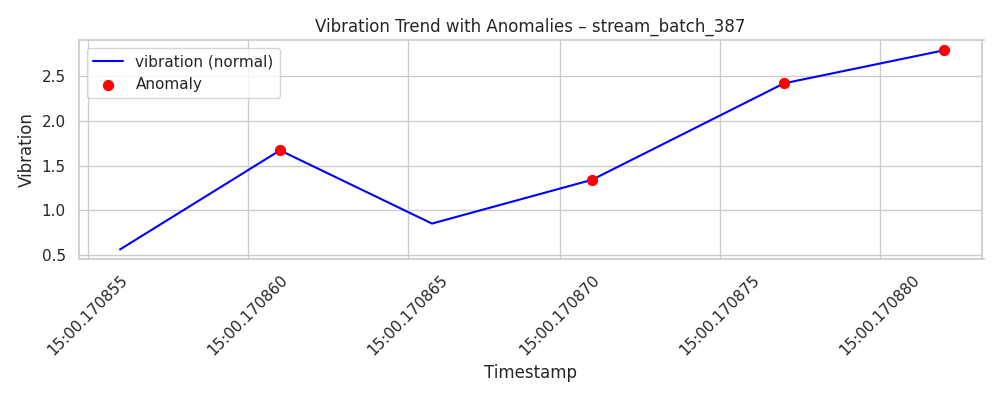 Vibration Trend with Anomalies – stream_batch_387
vibration (normal)
Anomaly
Vibration
2.5
2.0
1.5
1.0
0.5
15:00.170855
15:00.170860
15:00.170865
15:00.170870
15:00.170875
15:00.170880
Timestamp